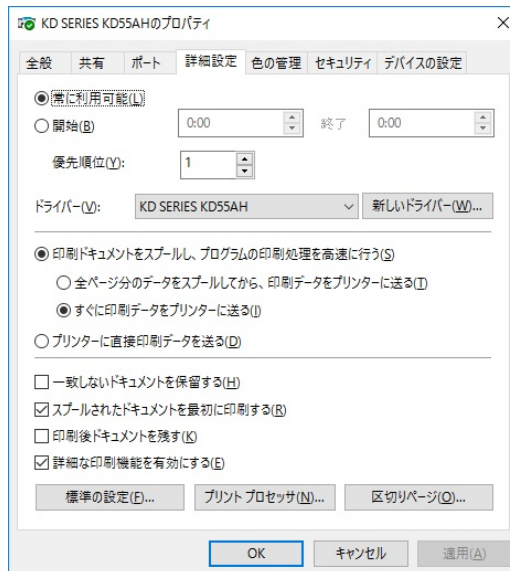 KD SERIES KD55AHのプロパティ
全般 共有 ポート 詳細設定 色の管理 セキュリティ デバイスの設定
常に利用可能(L)
開始(B) 0:00 終了 0:00
優先順位(Y): 1
ドライバー(V): KD SERIES KD55AH 新しいドライバー(W)...
印刷ドキュメントをスプールし、プログラムの印刷処理を高速に行う(S)
全ページ分のデータをスプールしてから、印刷データをプリンターに送る(T)
すぐに印刷データをプリンターに送る(I)
プリンターに直接印刷データを送る(D)
一致しないドキュメントを保留する(H)
スプールされたドキュメントを最初に印刷する(R)
印刷後ドキュメントを残す(K)
詳細な印刷機能を有効にする(E)
標準の設定(F)... プリント プロセッサ(N)... 区切りページ(O)...
OK キャンセル 適用(A)